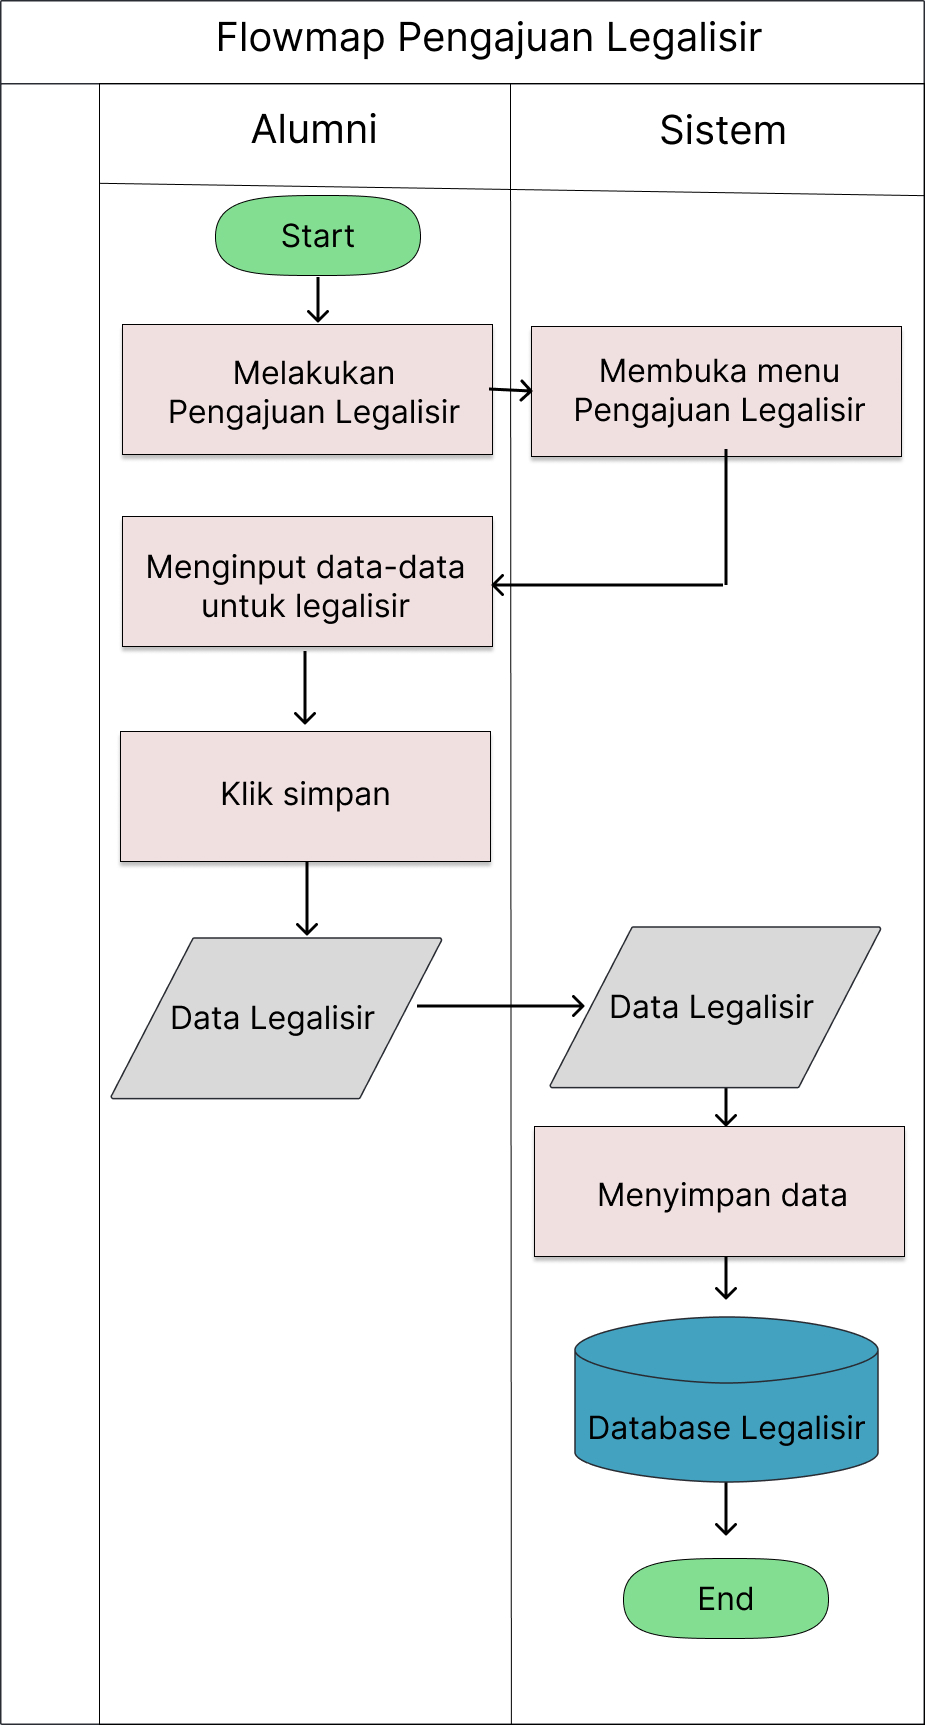 Flowmap Pengajuan Legalisir
Alumni
Sistem
Start
Melakukan
Pengajuan Legalisir
Membuka menu
Pengajuan Legalisir
Menginput data-data
untuk legalisir
Klik simpan
Data Legalisir
Data Legalisir
Menyimpan data
Database Legalisir
End